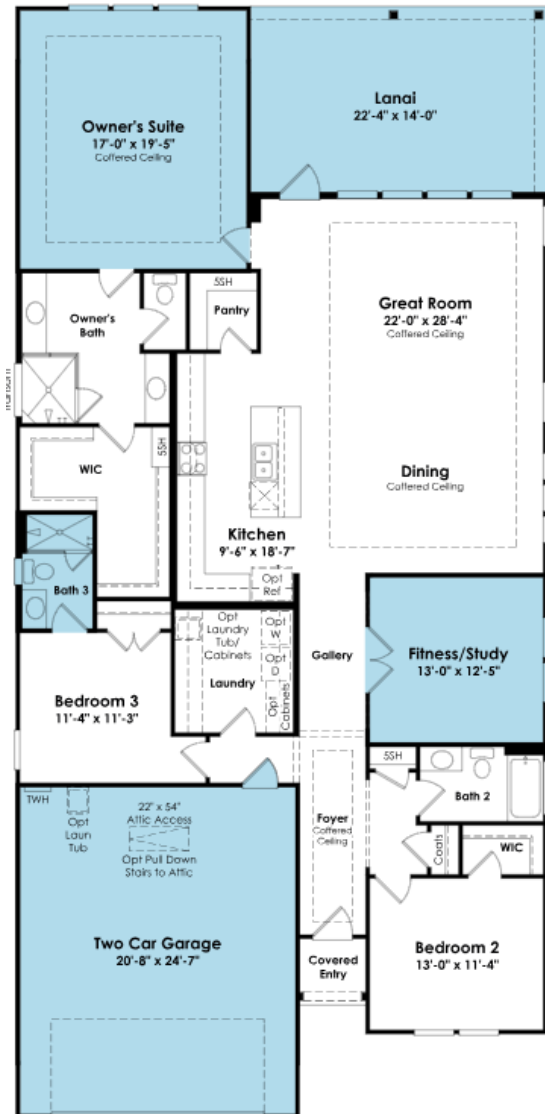 Owner's Suite
17'-0" x 19'-5"
Coffered Ceiling
Lanai
22'-4" x 14'-0"
Owner's
Bath
5SH
Pantry
Great Room
22'-0" x 28'-4"
Coffered Ceiling
Transom
WIC
5SH
Dining
Coffered Ceiling
Kitchen
9'-6" x 18'-7"
Opt
Ref
Bath 3
Opt
Laundry
Tub/
Cabinets
Opt
W
Opt
D
Opt
Cabinets
Laundry
Gallery
Fitness/Study
13'-0" x 12'-5"
Bedroom 3
11'-4" x 11'-3"
5SH
Bath 2
TWH
Opt
Laun
Tub
22" x 54"
Attic Access
Opt Pull Down
Stairs to Attic
Foyer
Coffered
Ceiling
Coats
WIC
Two Car Garage
20'-8" x 24'-7"
Covered
Entry
Bedroom 2
13'-0" x 11'-4"